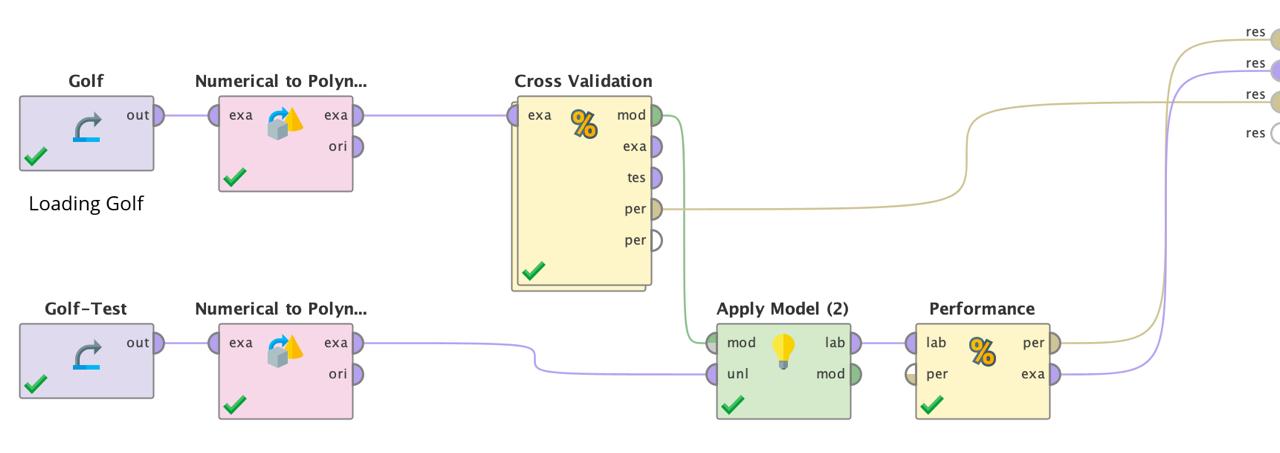 res
res
Golf
Numerical to Polyn...
Cross Validation
res
out
exa
exa
exa
mod
res
ori
exa
tes
Loading Golf
per
per
Golf-Test
Numerical to Polyn...
Apply Model (2)
Performance
out
exa
exa
mod
lab
lab
per
ori
unl
mod
per
exa